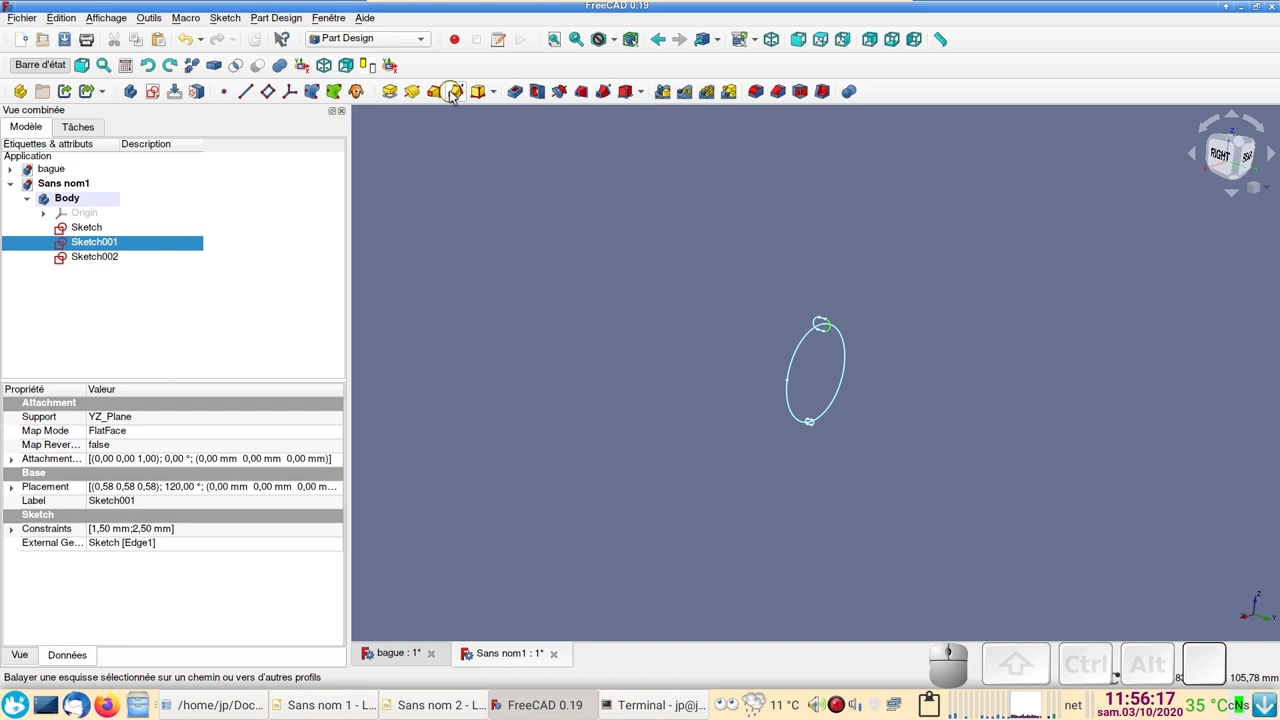 FreeCAD 0.19
Fichier Édition Affichage Outils Macro Sketch Part Design Fenêtre Aide
Part Design
Barre d'état
Vue combinée
Modèle Tâches
Étiquettes & attributs Description
Application
bague
Sans nom1
Body
Origin
Sketch
Sketch001
Sketch002
RIGHT
Propriété Valeur
Attachment
Support YZ_Plane
Map Mode FlatFace
Map Rever... false
Attachment... [(0,00 0,00 1,00); 0,00 °; (0,00 mm 0,00 mm 0,00 mm)]
Base
Placement [(0,58 0,58 0,58); 120,00 °; (0,00 mm 0,00 mm 0,00 m...
Label Sketch001
Sketch
Constraints [1,50 mm;2,50 mm]
External Ge... Sketch [Edge1]
Vue Données
bague : 1* Sans nom1 : 1*
Ctrl Alt
Balayer une esquisse sélectionnée sur un chemin ou vers d'autres profils
105,78 mm
/home/jp/Doc... Sans nom 1 - L... Sans nom 2 - L... FreeCAD 0.19 Terminal - jp@j...
11 °C
net
11:56:17
sam.03/10/2020
35 °C